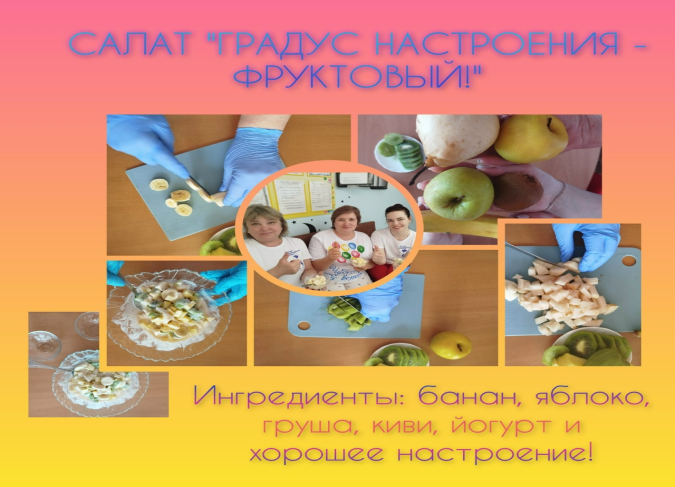 САЛАТ "ГРАДУС НАСТРОЕНИЯ –
ФРУКТОВЫЙ!"
Ингредиенты: банан, яблоко,
груша, киви, йогурт и
хорошее настроение!